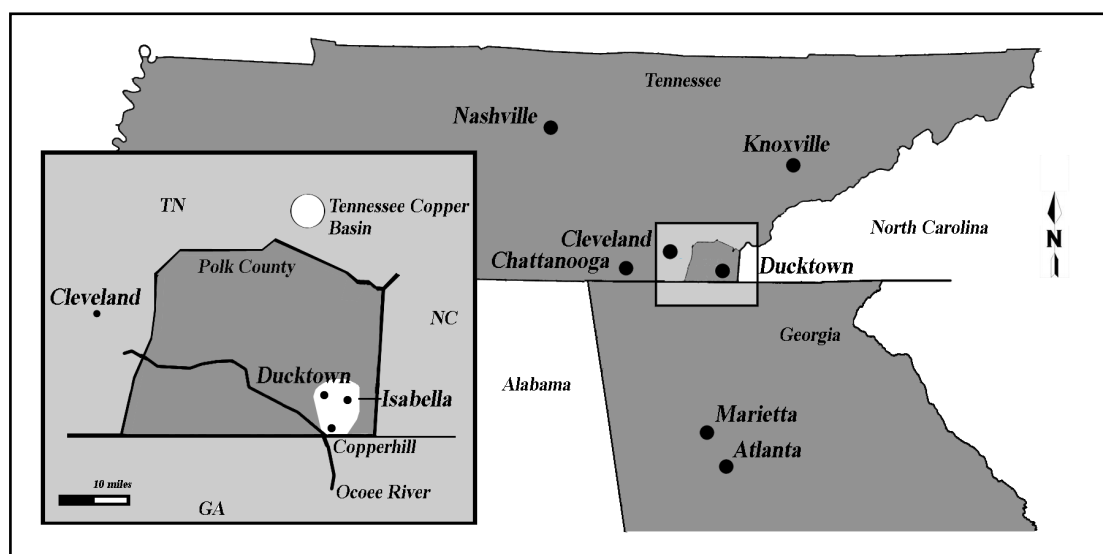 Tennessee
Nashville
Knoxville
North Carolina
N
Cleveland
Chattanooga
Ducktown
Georgia
Alabama
Marietta
Atlanta
TN
Tennessee Copper
Basin
Polk County
Cleveland
NC
Ducktown
Isabella
Copperhill
Ocoee River
10 miles
GA